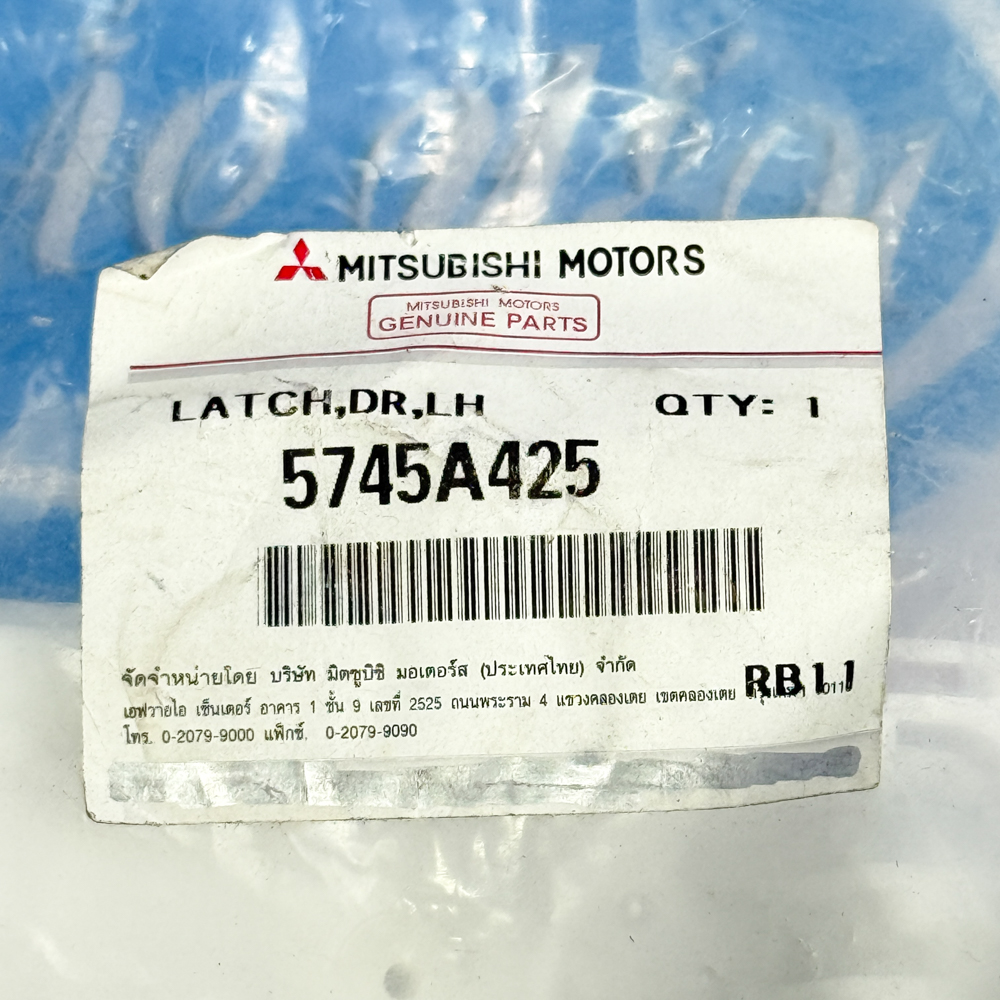 MITSUBISHI MOTORS
MITSUBISHI MOTORS
GENUINE PARTS
LATCH,DR,LH QTY: 1
5745A425
จัดจำหน่ายโดย บริษัท มิตซูบิชิ มอเตอร์ส (ประเทศไทย) จำกัด
RB11
เอฟวายไอ เซ็นเตอร์ อาคาร 1 ชั้น 9 เลขที่ 2525 ถนนพระราม 4 แขวงคลองเตย เขตคลองเตย
โทร. 0-2079-9000 แฟ็กซ์. 0-2079-9090